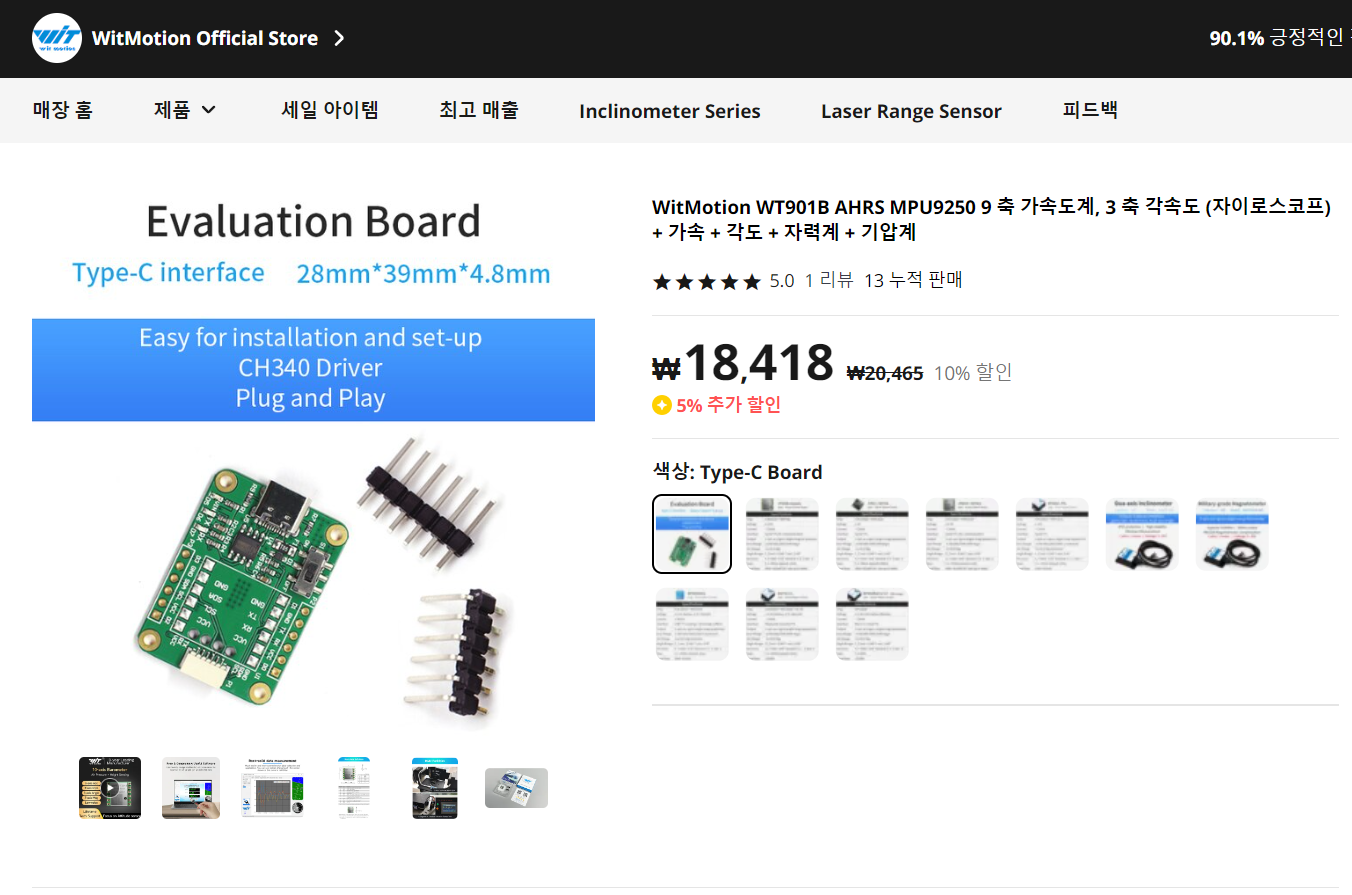 WIT
wit motion
WitMotion Official Store
90.1% 긍정적인
매장 홈
제품
세일 아이템
최고 매출
Inclinometer Series
Laser Range Sensor
피드백
Evaluation Board
Type-C interface 28mm*39mm*4.8mm
Easy for installation and set-up
CH340 Driver
Plug and Play
WitMotion WT901B AHRS MPU9250 9 축 가속도계, 3 축 각속도 (자이로스코프)
+ 가속 + 각도 + 자력계 + 기압계
5.0 1 리뷰 13 누적 판매
₩18,418 ₩20,465 10% 할인
5% 추가 할인
색상: Type-C Board